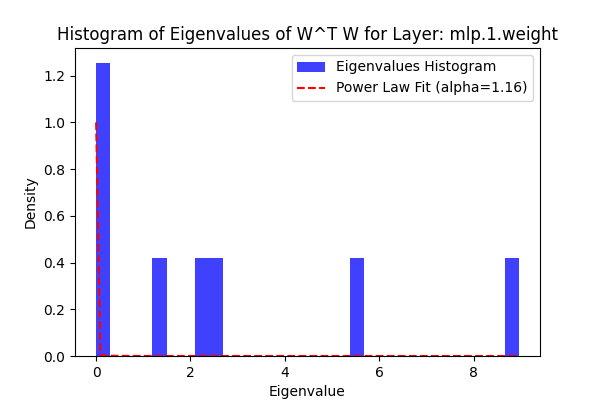 Histogram of Eigenvalues of W^T W for Layer: mlp.1.weight
Eigenvalues Histogram
Power Law Fit (alpha=1.16)
Density
1.2
1.0
0.8
0.6
0.4
0.2
0.0
0 2 4 6 8
Eigenvalue